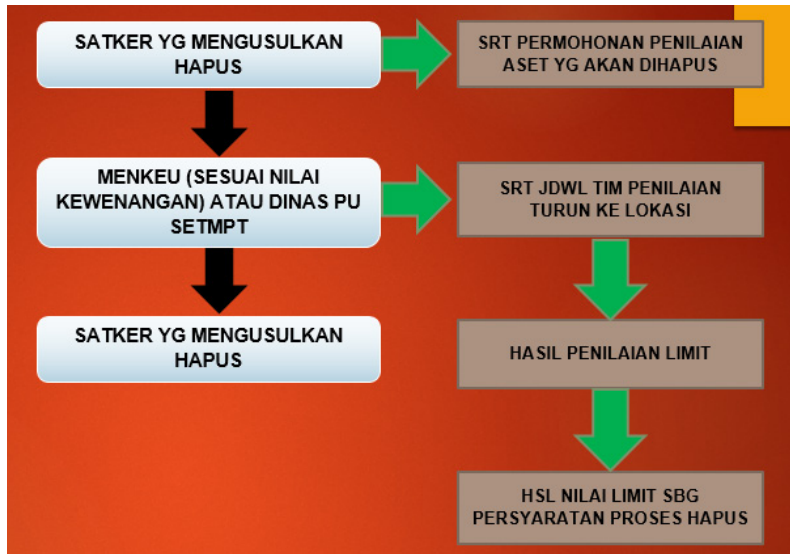 SATKER YG MENGUSULKAN
HAPUS
SRT PERMOHONAN PENILAIAN
ASET YG AKAN DIHAPUS
MENKEU (SESUAI NILAI
KEWENANGAN) ATAU DINAS PU
SETMPT
SRT JDWL TIM PENILAIAN
TURUN KE LOKASI
SATKER YG MENGUSULKAN
HAPUS
HASIL PENILAIAN LIMIT
HSL NILAI LIMIT SBG
PERSYARATAN PROSES HAPUS